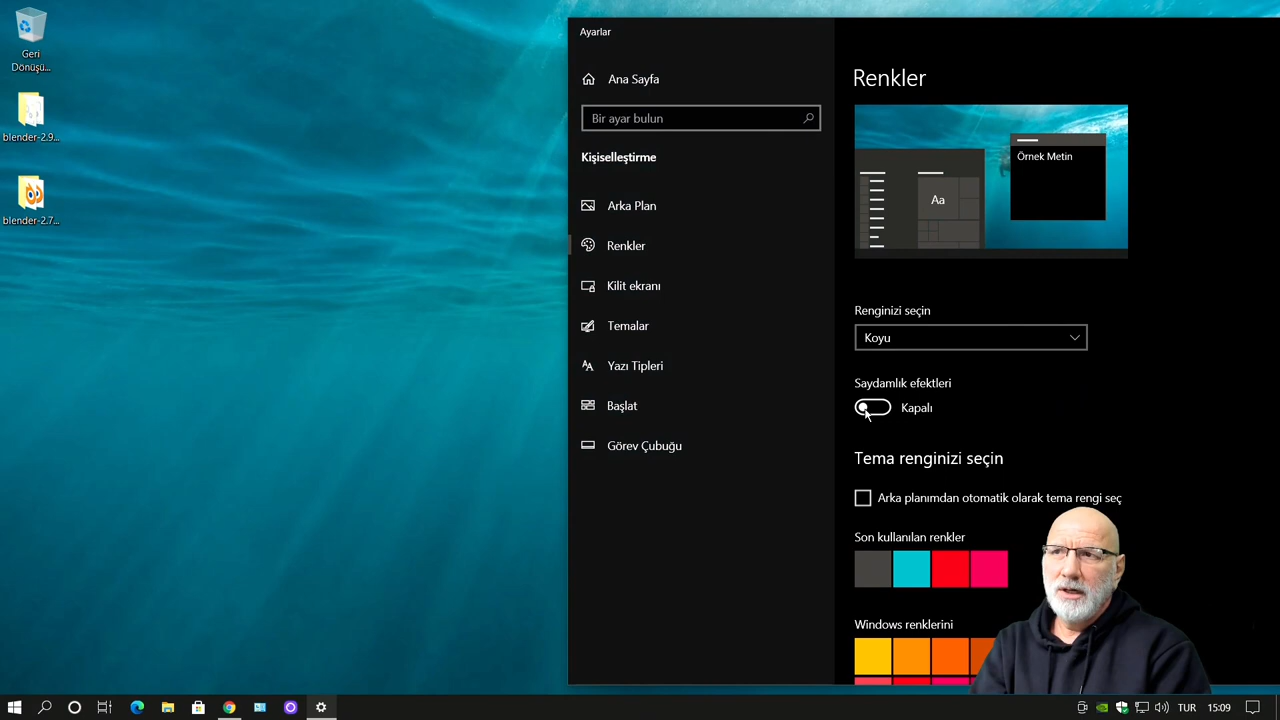 Geri
Dönüşü...
blender-2.9...
blender-2.7...
Ayarlar
Ana Sayfa
Bir ayar bulun
Kişiselleştirme
Arka Plan
Renkler
Kilit ekranı
Temalar
Yazı Tipleri
Başlat
Görev Çubuğu
Renkler
Örnek Metin
Aa
Renginizi seçin
Koyu
Saydamlık efektleri
Kapalı
Tema renginizi seçin
Arka planımdan otomatik olarak tema rengi seç
Son kullanılan renkler
Windows renklerini
TUR
15:09